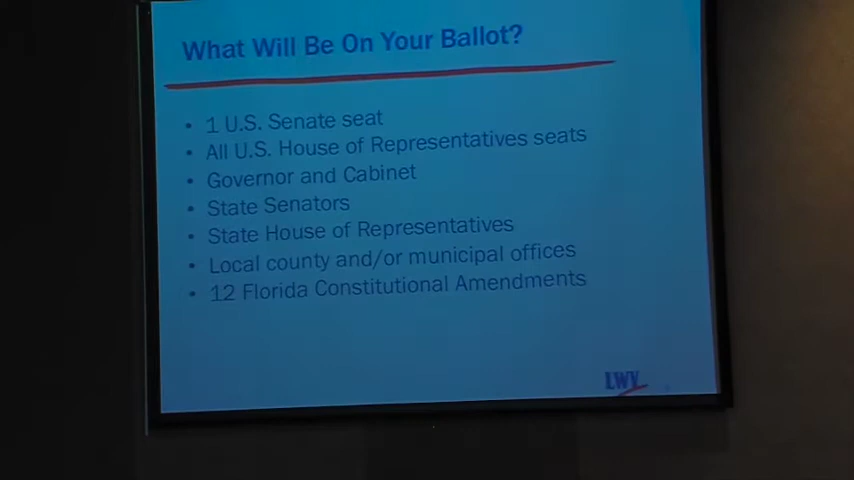 What Will Be On Your Ballot?
• 1 U.S. Senate seat
• All U.S. House of Representatives seats
• Governor and Cabinet
• State Senators
• State House of Representatives
• Local county and/or municipal offices
• 12 Florida Constitutional Amendments
LWV